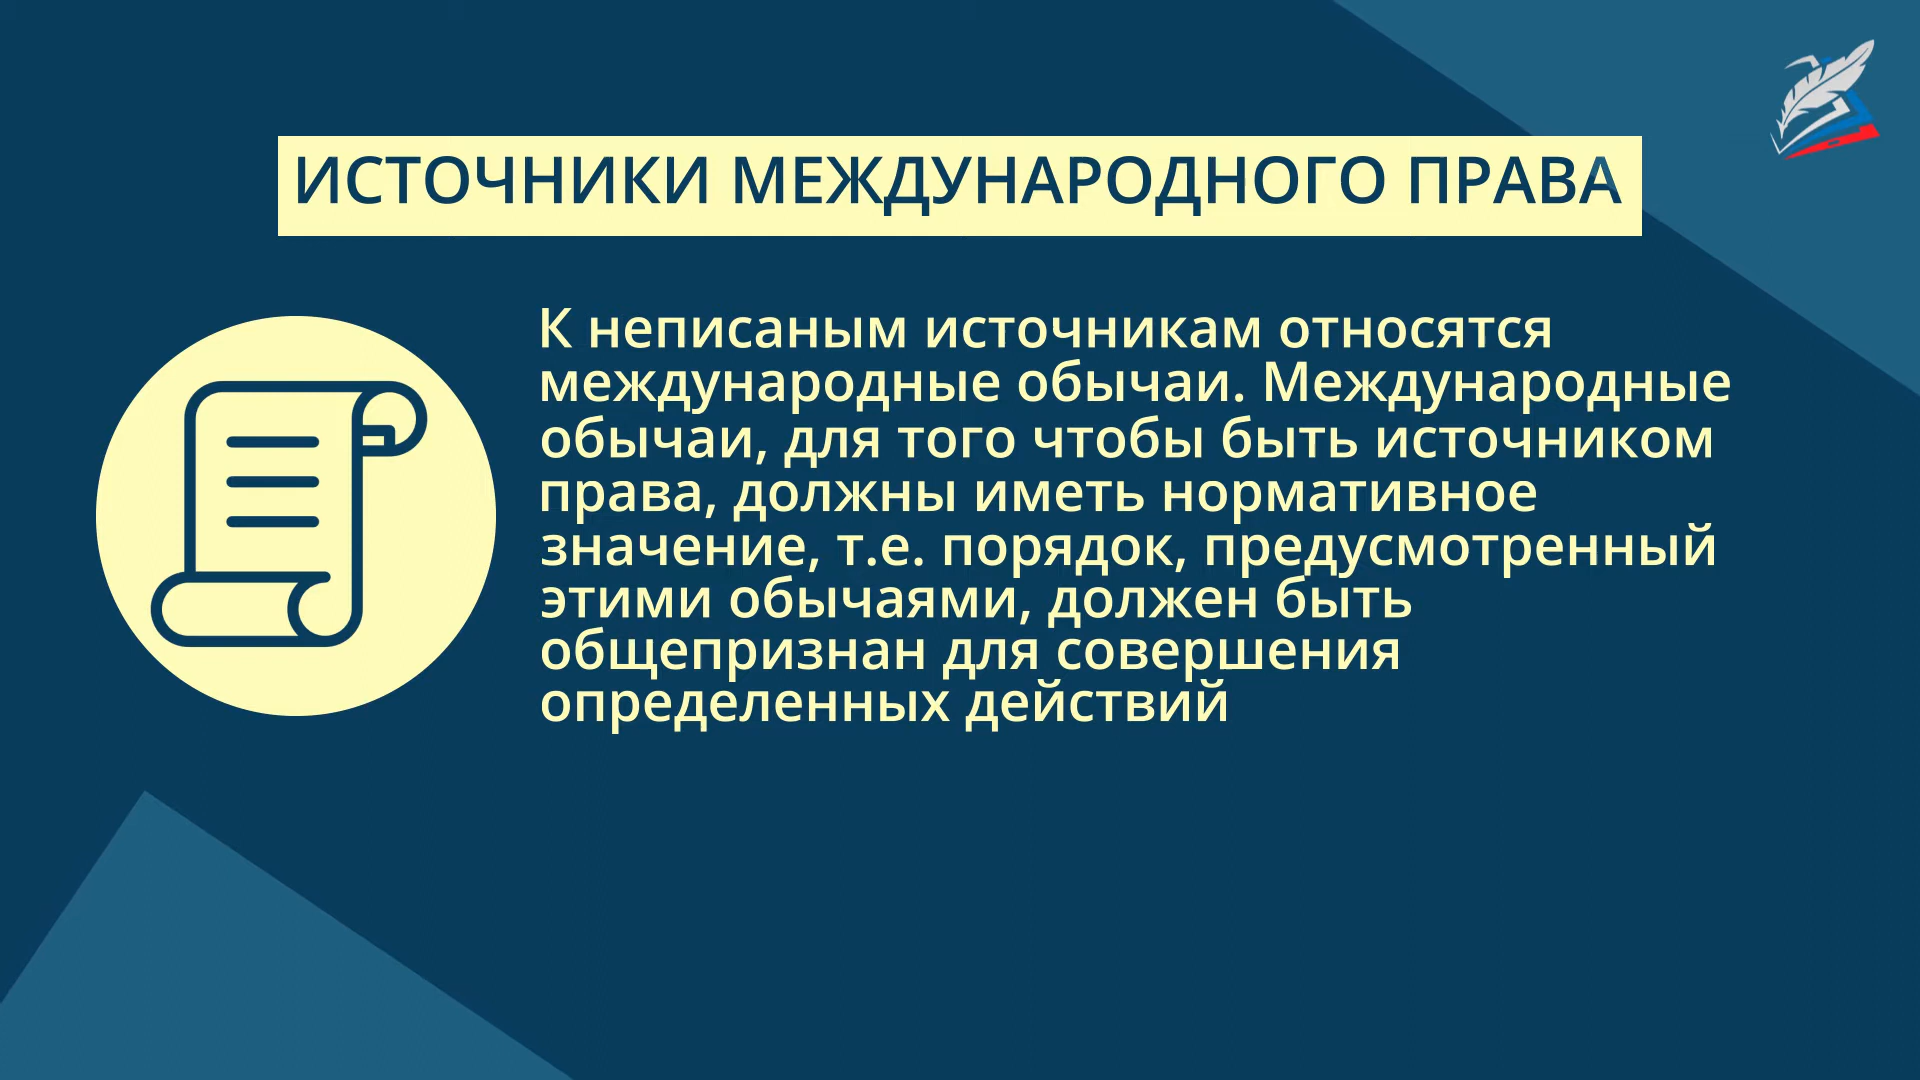 ИСТОЧНИКИ МЕЖДУНАРОДНОГО ПРАВА
К неписаным источникам относятся
международные обычаи. Международные
обычаи, для того чтобы быть источником
права, должны иметь нормативное
значение, т.е. порядок, предусмотренный
этими обычаями, должен быть
общепризнан для совершения
определенных действий